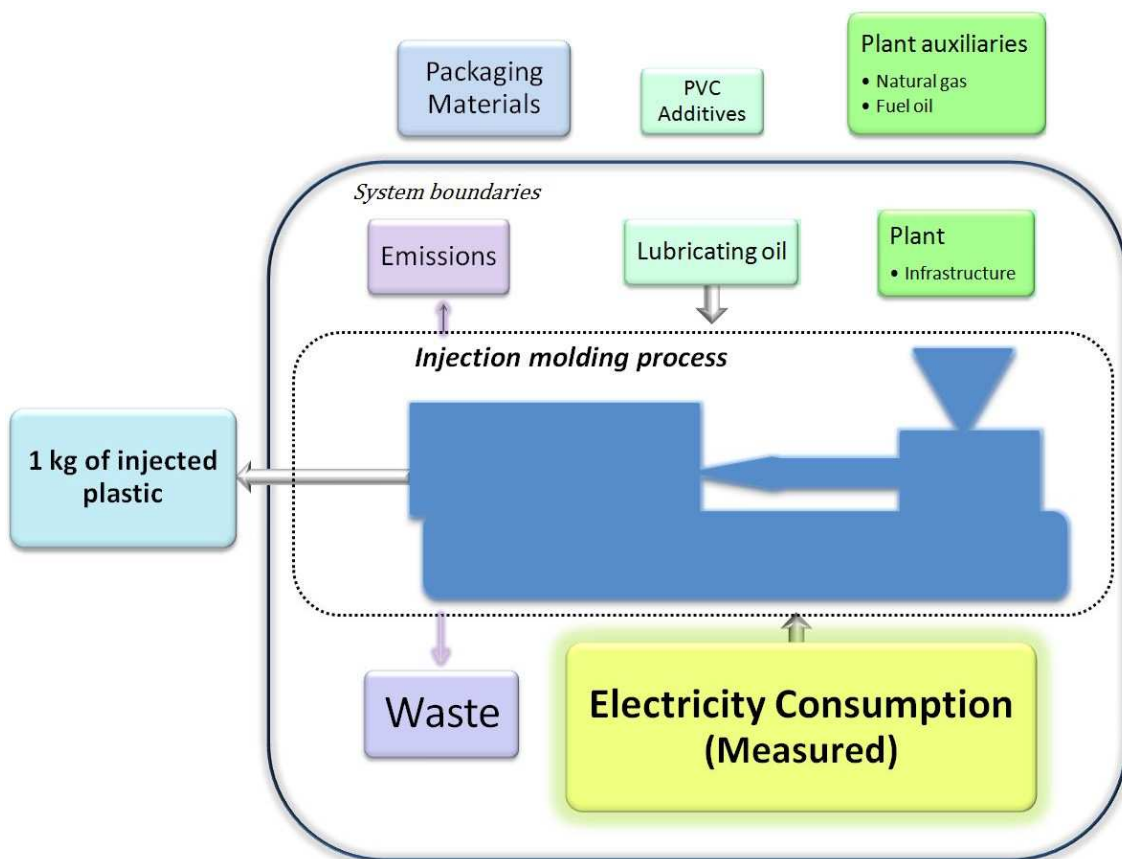 Packaging
Materials
PVC
Additives
Plant auxiliaries
• Natural gas
• Fuel oil
System boundaries
Emissions
Lubricating oil
Plant
• Infrastructure
Injection molding process
1 kg of injected
plastic
Waste
Electricity Consumption
(Measured)